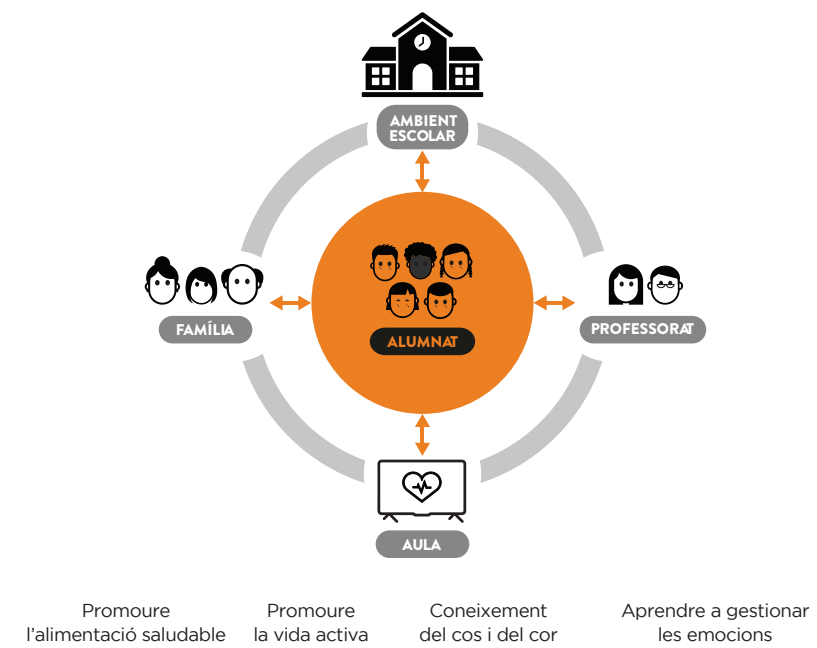 AMBIENT
ESCOLAR
FAMÍLIA
ALUMNAT
PROFESSORAT
AULA
Promoure
l'alimentació saludable
Promoure
la vida activa
Coneixement
del cos i del cor
Aprendre a gestionar
les emocions